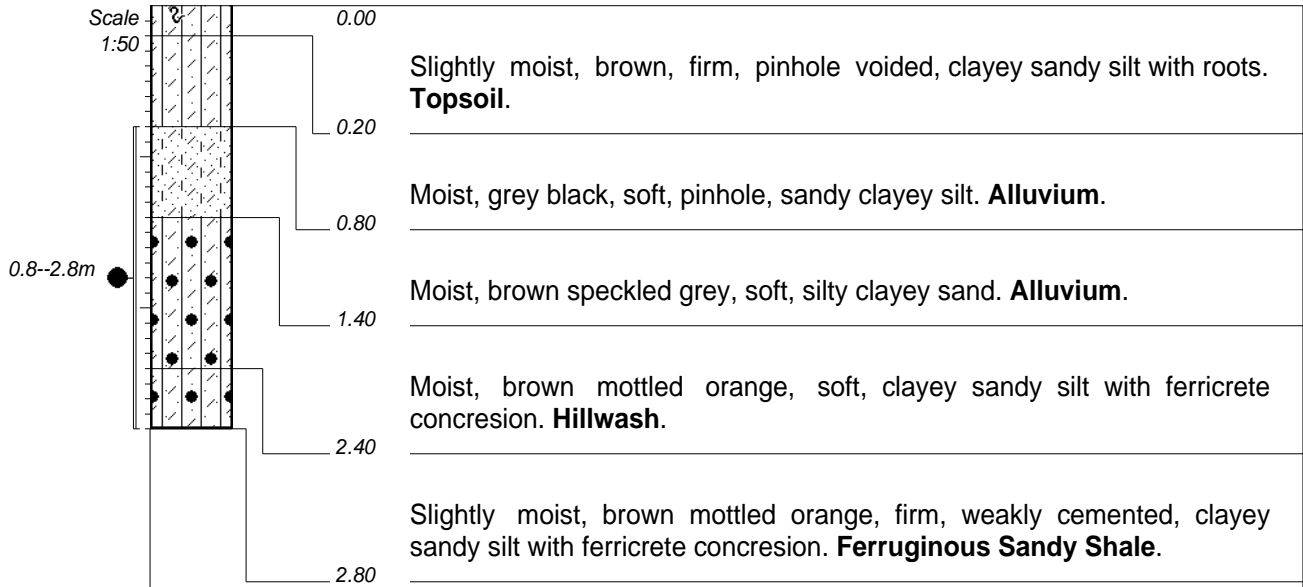 Scale
1:50
0.00
Slightly moist, brown, firm, pinhole voided, clayey sandy silt with roots.
Topsoil.
0.20
Moist, grey black, soft, pinhole, sandy clayey silt. Alluvium.
0.80
0.8--2.8m
Moist, brown speckled grey, soft, silty clayey sand. Alluvium.
1.40
Moist, brown mottled orange, soft, clayey sandy silt with ferricrete
concresion. Hillwash.
2.40
Slightly moist, brown mottled orange, firm, weakly cemented, clayey
sandy silt with ferricrete concresion. Ferruginous Sandy Shale.
2.80